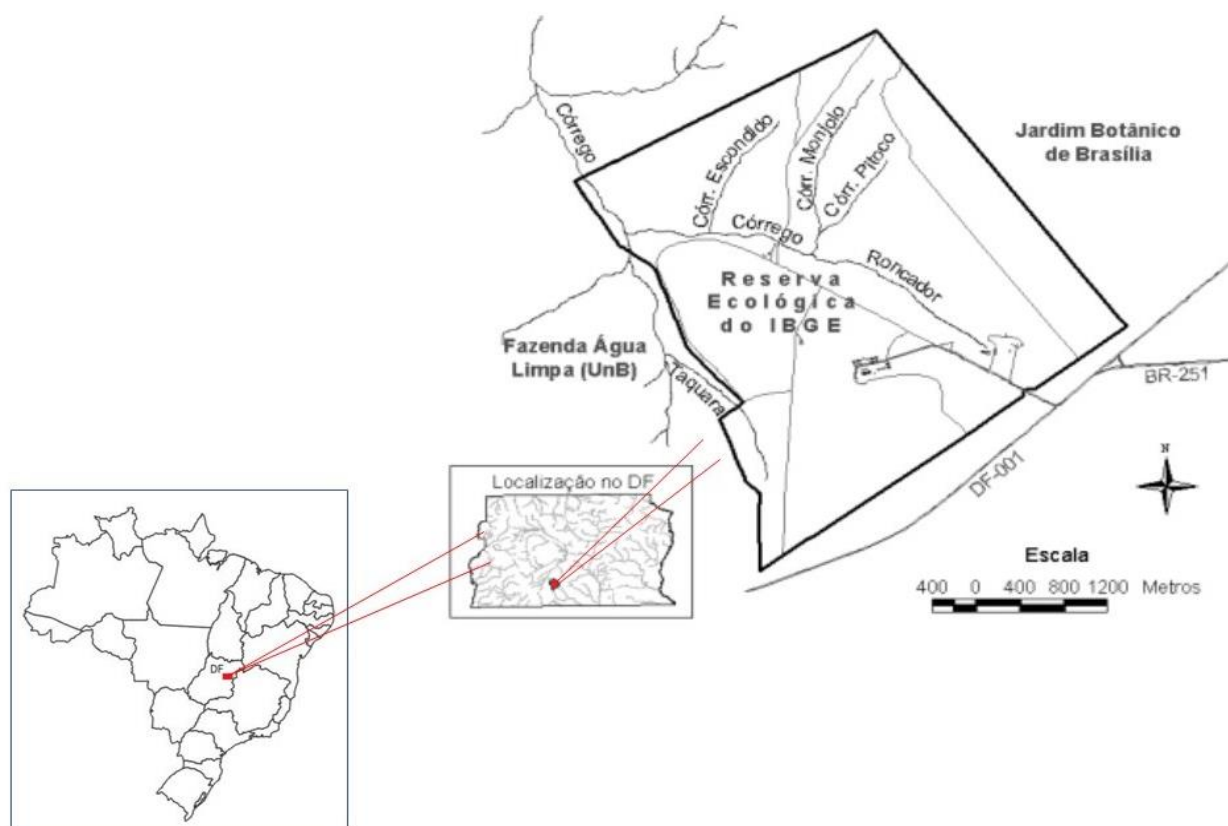 Córrego
Córr. Escondido
Córr. Monjolo
Córr. Pitoco
Jardim Botânico
de Brasília
Córrego
Roncador
Reserva
Ecológica
do IBGE
Fazenda Água
Limpa (UnB)
Taquara
BR-251
DF-001
N
Localização no DF
Escala
400 0 400 800 1200 Metros
DF